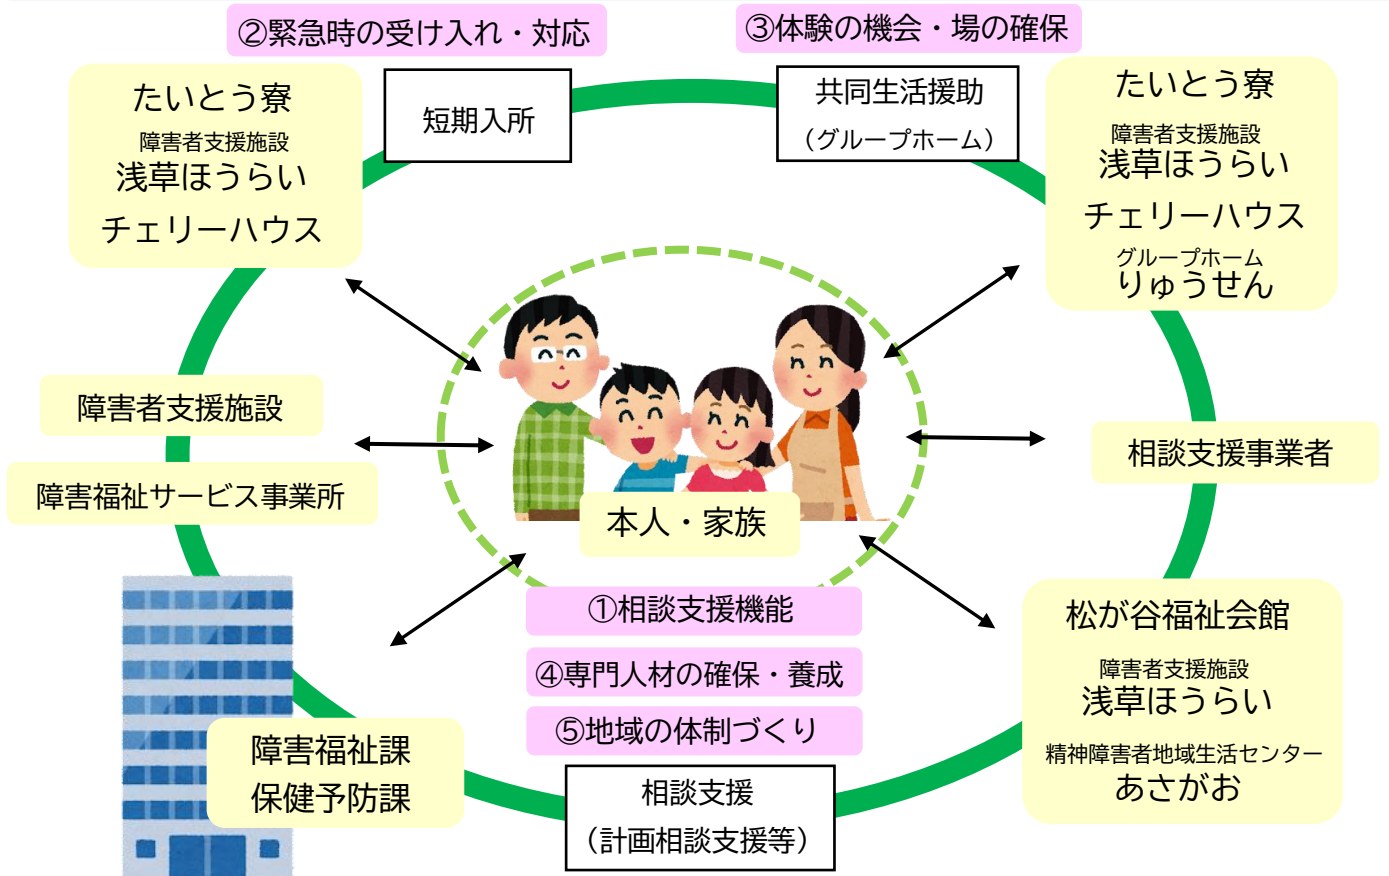 ②緊急時の受け入れ・対応
③体験の機会・場の確保
たいとう寮
障害者支援施設
浅草ほうらい
チェリーハウス
短期入所
共同生活援助
（グループホーム）
たいとう寮
障害者支援施設
浅草ほうらい
チェリーハウス
グループホーム
りゅうせん
障害者支援施設
障害福祉サービス事業所
本人・家族
相談支援事業者
①相談支援機能
④専門人材の確保・養成
⑤地域の体制づくり
障害福祉課
保健予防課
相談支援
（計画相談支援等）
松が谷福祉会館
障害者支援施設
浅草ほうらい
精神障害者地域生活センター
あさがお